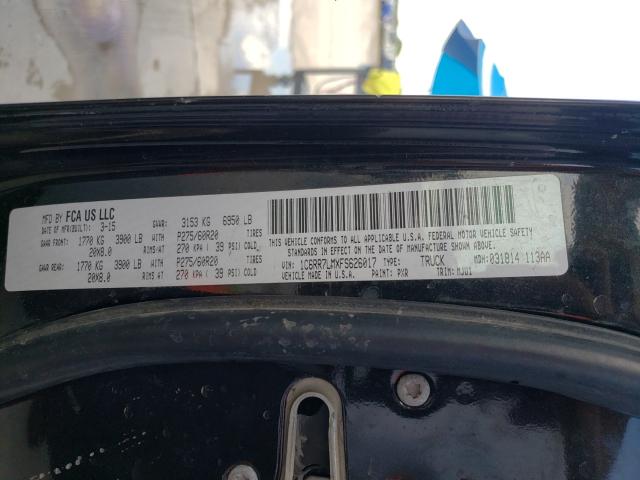 MFD BY FCA US LLC
DATE OF MFR(BUILT): 3-15 GVWR: 3153 KG 6950 LB
GAWR: 1770 KG 3900 LB WITH P275/60R20 TIRES
20X8.0 RIMS AT 270 KPA ( 39 PSI) COLD
GAWR: 1770 KG 3900 LB WITH P275/60R20 TIRES
20X8.0 RIMS AT 270 KPA ( 39 PSI) COLD
THIS VEHICLE CONFORMS TO ALL APPLICABLE U.S.A. FEDERAL MOTOR VEHICLE SAFETY
STANDARDS IN EFFECT ON THE DATE OF MANUFACTURE SHOWN ABOVE.
VIN: 1C6RR7LMXFS626017 TYPE: TRUCK MDH: 031814 113AA
VEHICLE MADE IN U.S.A. PAINT: PXR TRIM: MJU1